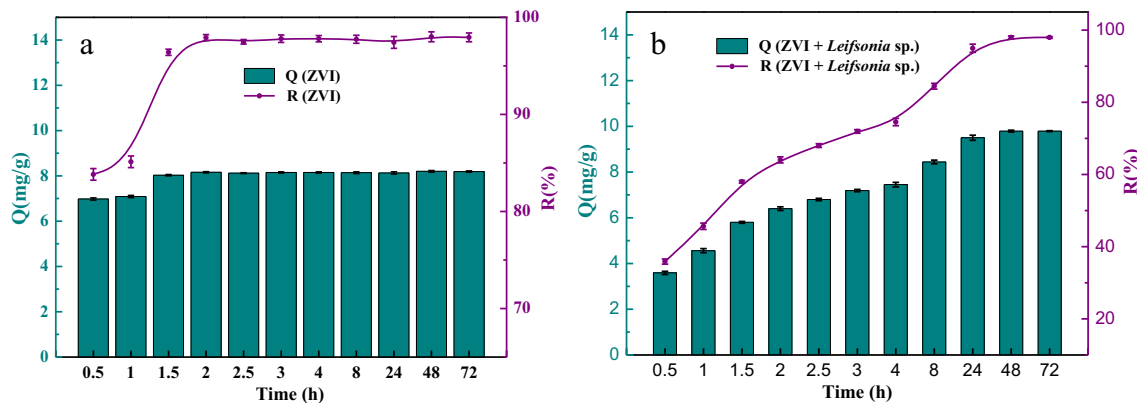 a
Q (ZVI)
R (ZVI)
Q(mg/g)
14
12
10
8
6
4
2
0
R(%)
100
90
80
70
0.5 1 1.5 2 2.5 3 4 8 24 48 72
Time (h)
b
Q (ZVI + Leifsonia sp.)
R (ZVI + Leifsonia sp.)
Q(mg/g)
14
12
10
8
6
4
2
0
R(%)
100
80
60
40
20
0.5 1 1.5 2 2.5 3 4 8 24 48 72
Time (h)